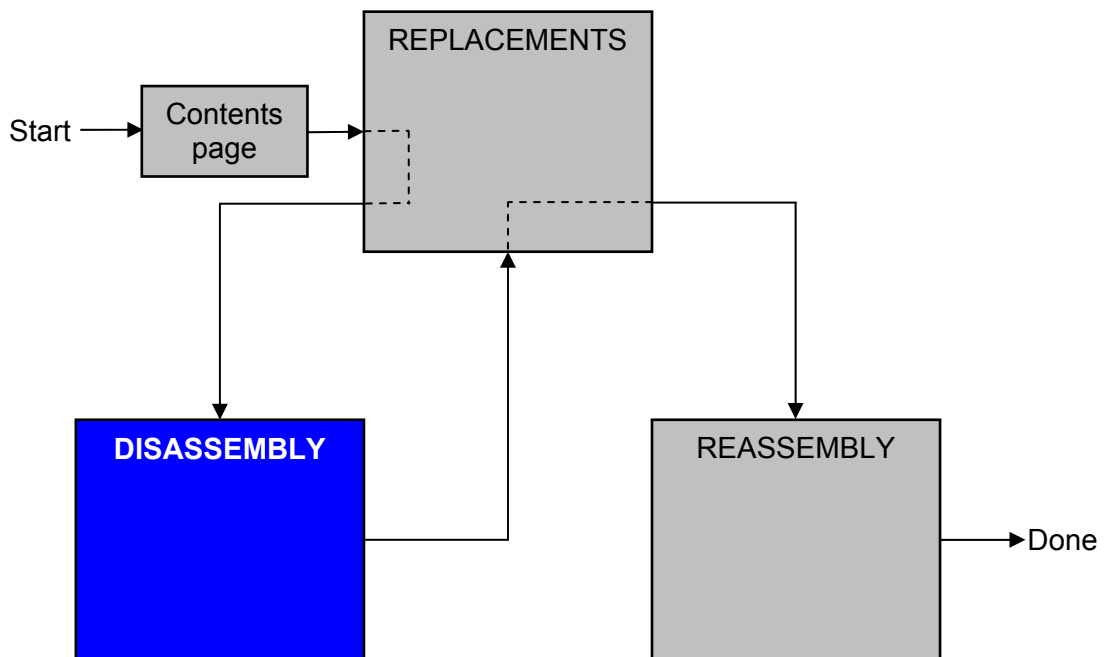 REPLACEMENTS
Start
Contents
page
DISASSEMBLY
REASSEMBLY
Done